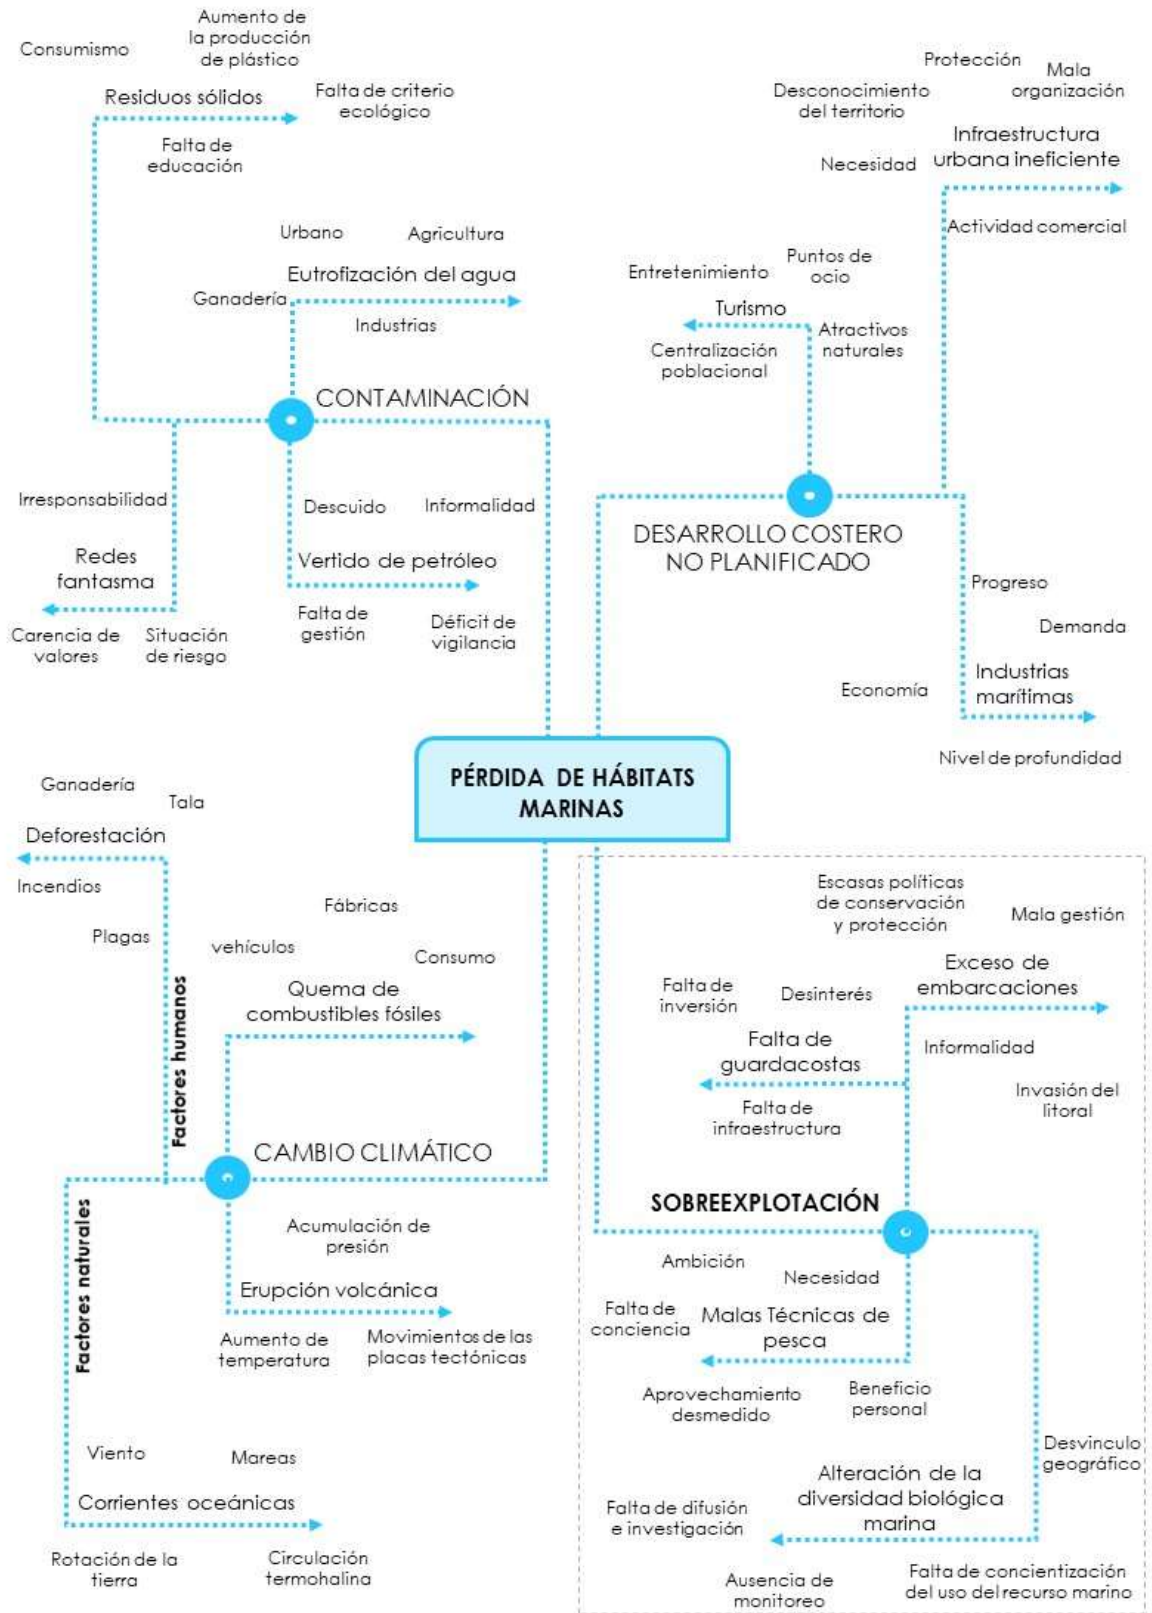 Consumismo
Aumento de
la producción
de plástico
Residuos sólidos
Falta de criterio
ecológico
Falta de
educación
Urbano
Agricultura
Eutrofización del agua
Ganadería
Industrias
CONTAMINACIÓN
Irresponsabilidad
Redes
fantasma
Carencia de
valores
Situación
de riesgo
Descuido
Informalidad
Vertido de petróleo
Falta de
gestión
Déficit de
vigilancia
Protección
Mala
organización
Desconocimiento
del territorio
Infraestructura
urbana ineficiente
Necesidad
Actividad comercial
Entretenimiento
Puntos de
ocio
Turismo
Atractivos
naturales
Centralización
poblacional
DESARROLLO COSTERO
NO PLANIFICADO
Progreso
Demanda
Industrias
marítimas
Economía
Nivel de profundidad
PÉRDIDA DE HÁBITATS
MARINAS
Ganadería
Tala
Deforestación
Incendios
Plagas
Factores humanos
Fábricas
vehículos
Consumo
Quema de
combustibles fósiles
CAMBIO CLIMÁTICO
Factores naturales
Acumulación de
presión
Erupción volcánica
Aumento de
temperatura
Movimientos de las
placas tectónicas
Viento
Mareas
Corrientes oceánicas
Rotación de la
tierra
Circulación
termohalina
Escasas políticas
de conservación
y protección
Mala gestión
Exceso de
embarcaciones
Falta de
inversión
Desinterés
Falta de
guardacostas
Informalidad
Invasión del
litoral
Falta de
infraestructura
SOBREEXPLOTACIÓN
Ambición
Necesidad
Falta de
conciencia
Malas Técnicas de
pesca
Aprovechamiento
desmedido
Beneficio
personal
Desvinculo
geográfico
Alteración de la
diversidad biológica
marina
Falta de difusión
e investigación
Ausencia de
monitoreo
Falta de concientización
del uso del recurso marino